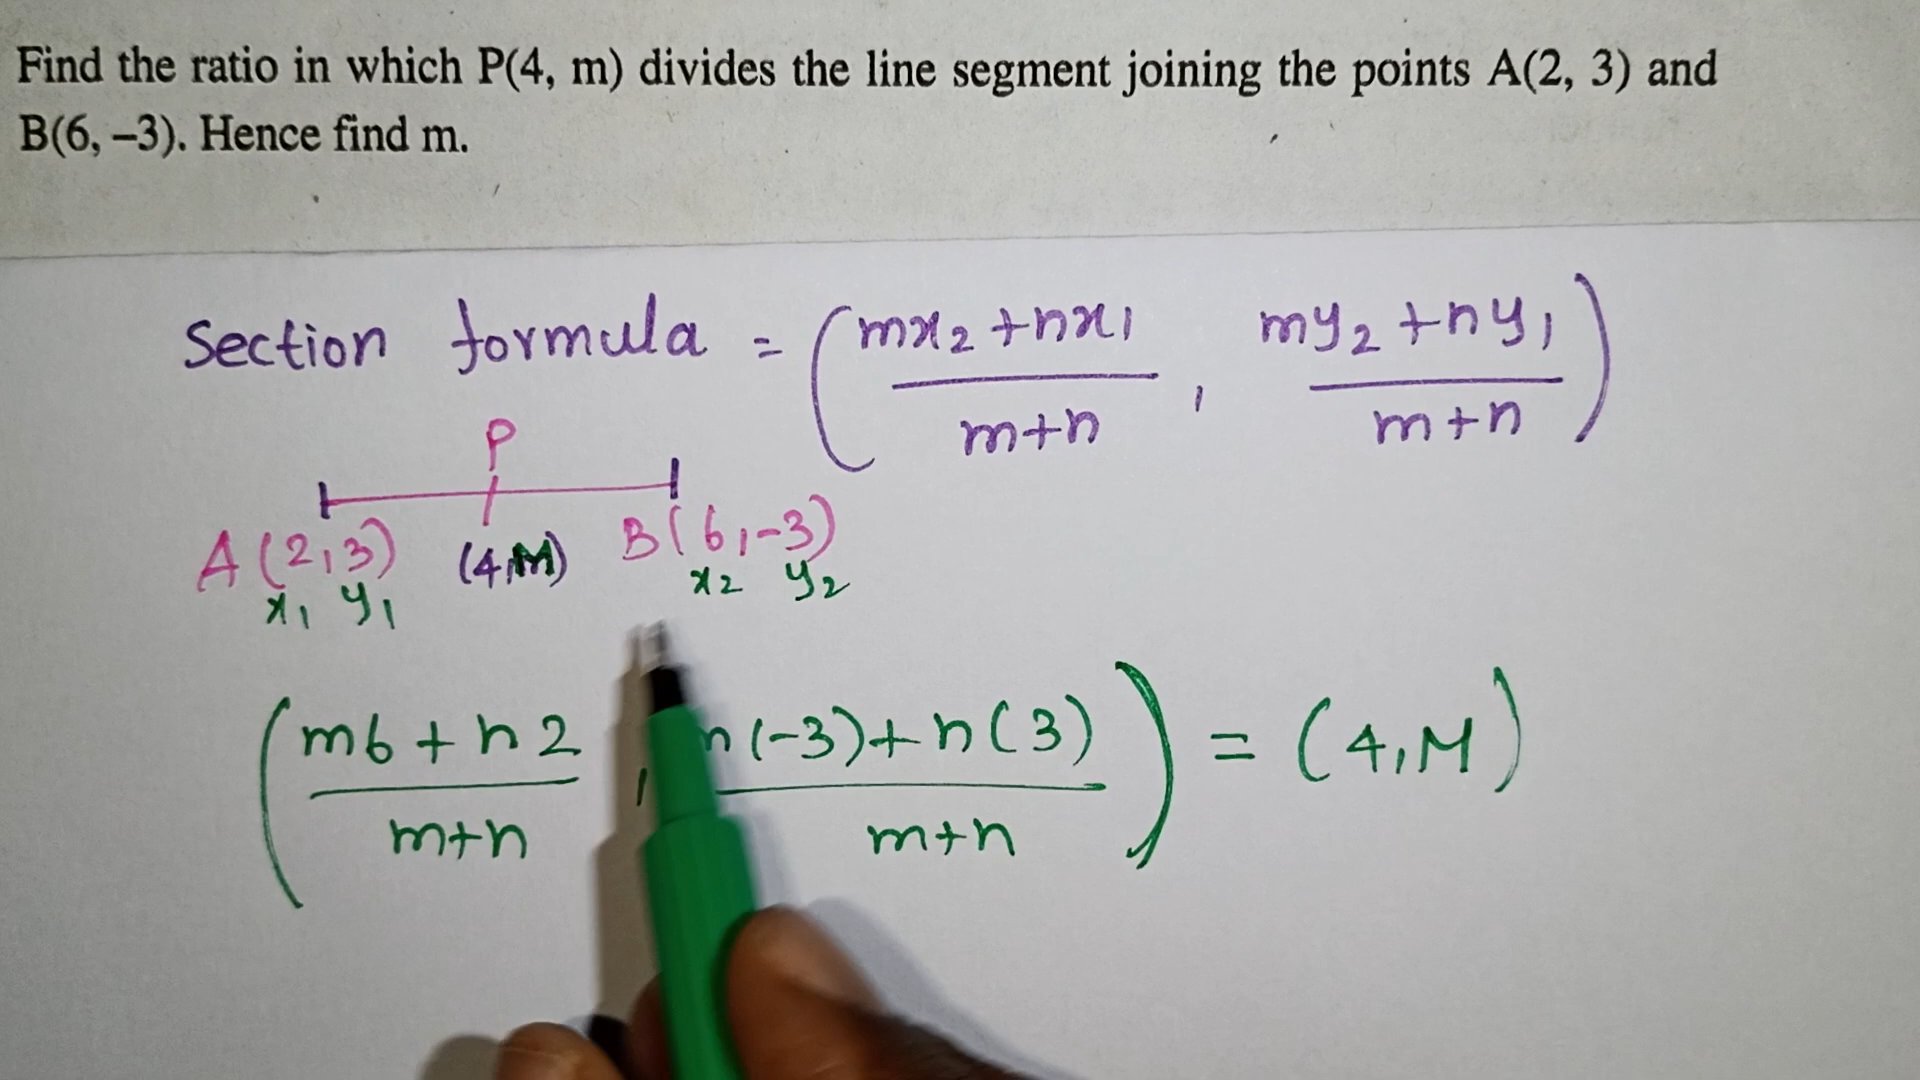 Find the ratio in which P(4, m) divides the line segment joining the points A(2, 3) and
B(6, –3). Hence find m.
Section formula = (mx₂+nx₁/m+n , my₂+ny₁/m+n)
P
A(2,3) (4,M) B(6,-3)
x₁ y₁ x₂ y₂
(m6+n2/m+n , (-3)+n(3)/m+n) = (4,M)